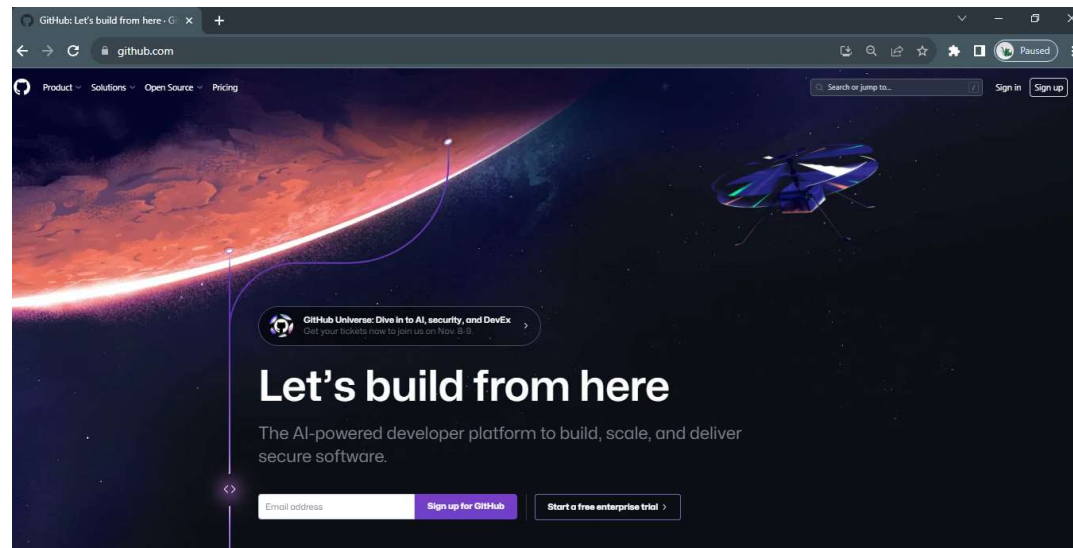 GitHub: Let's build from here · Gi
github.com
Paused
Product Solutions Open Source Pricing
Search or jump to... /
Sign in Sign up
GitHub Universe: Dive in to AI, security, and DevEx
Get your tickets now to join us on Nov. 8-9.
Let's build from here
The AI-powered developer platform to build, scale, and deliver
secure software.
Email address Sign up for GitHub Start a free enterprise trial